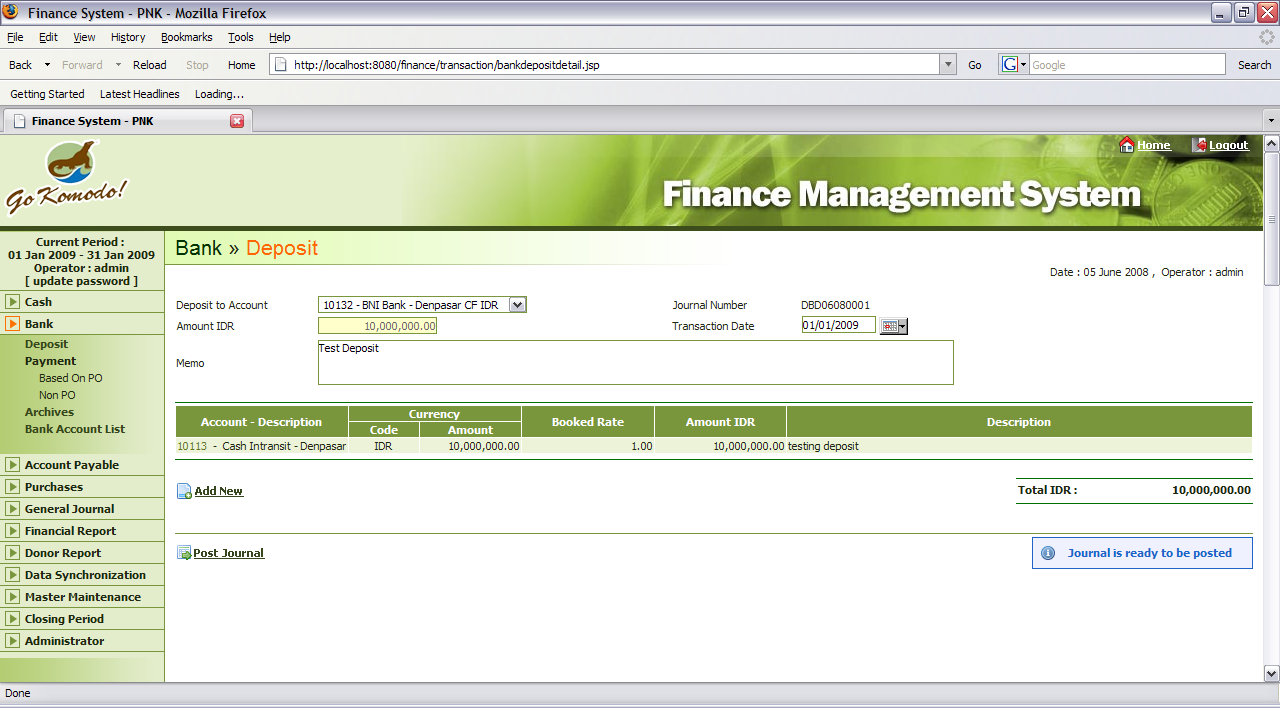 Finance System - PNK - Mozilla Firefox
File Edit View History Bookmarks Tools Help
Back Forward Reload Stop Home http://localhost:8080/finance/transaction/bankdepositdetail.jsp Go G Google Search
Getting Started Latest Headlines Loading...
Finance System - PNK
Go Komodo!
Home Logout
Finance Management System
Current Period :
01 Jan 2009 - 31 Jan 2009
Operator : admin
[ update password ]
Cash
Bank
Deposit
Payment
Based On PO
Non PO
Archives
Bank Account List
Account Payable
Purchases
General Journal
Financial Report
Donor Report
Data Synchronization
Master Maintenance
Closing Period
Administrator
Bank » Deposit
Date : 05 June 2008 , Operator : admin
Deposit to Account 10132 - BNI Bank - Denpasar CF IDR Journal Number DBD06080001
Amount IDR 10,000,000.00 Transaction Date 01/01/2009
Memo Test Deposit
Account - Description Currency Booked Rate Amount IDR Description
Code Amount
10113 - Cash Intransit - Denpasar IDR 10,000,000.00 1.00 10,000,000.00 testing deposit
Add New Total IDR : 10,000,000.00
Post Journal Journal is ready to be posted
Done